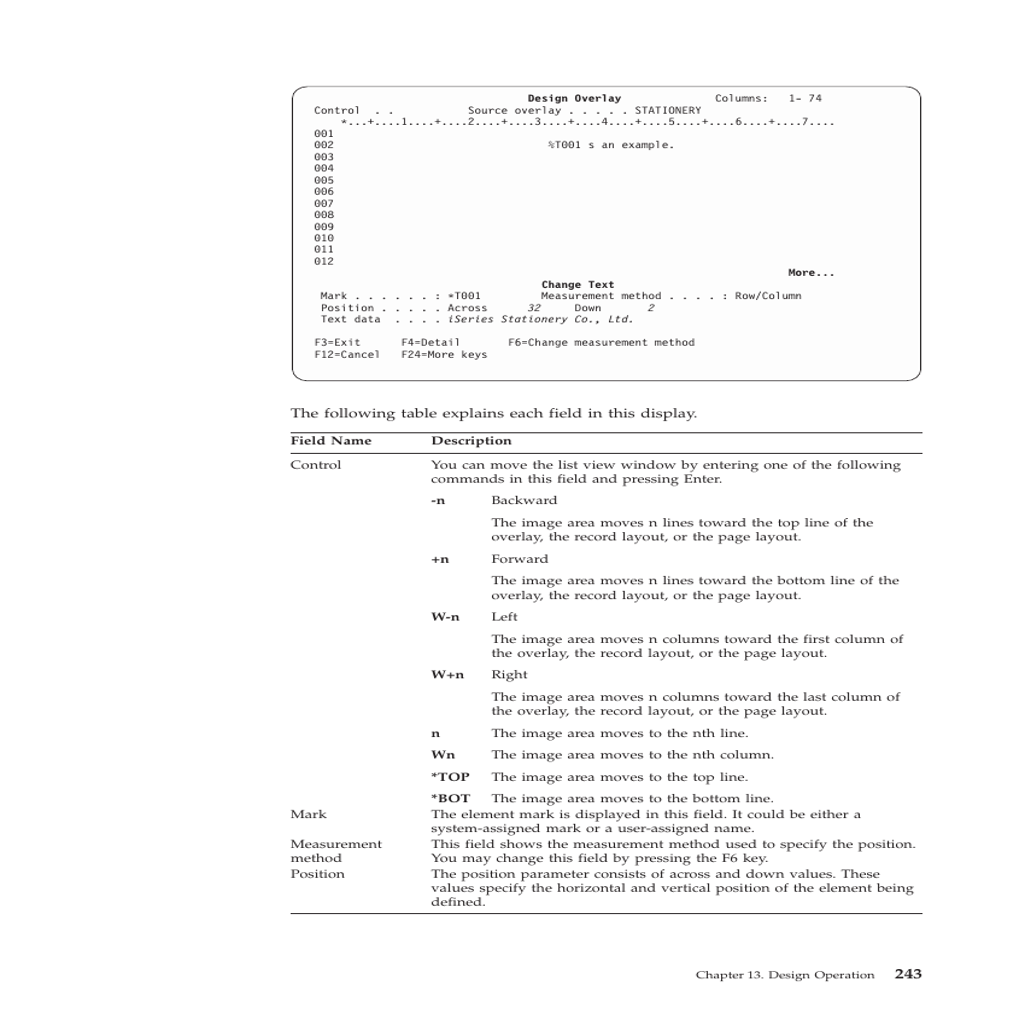 Design Overlay Columns: 1- 74
Control . . Source overlay . . . . . STATIONERY
*...+....1....+....2....+....3....+....4....+....5....+....6....+....7....
001
002 %T001 s an example.
003
004
005
006
007
008
009
010
011
012
More...
Change Text
Mark . . . . . . : *T001 Measurement method . . . . : Row/Column
Position . . . . . Across 32 Down 2
Text data . . . . iSeries Stationery Co., Ltd.
F3=Exit F4=Detail F6=Change measurement method
F12=Cancel F24=More keys
The following table explains each field in this display.
Field Name Description
Control You can move the list view window by entering one of the following
commands in this field and pressing Enter.
-n Backward
The image area moves n lines toward the top line of the
overlay, the record layout, or the page layout.
+n Forward
The image area moves n lines toward the bottom line of the
overlay, the record layout, or the page layout.
W-n Left
The image area moves n columns toward the first column of
the overlay, the record layout, or the page layout.
W+n Right
The image area moves n columns toward the last column of
the overlay, the record layout, or the page layout.
n The image area moves to the nth line.
Wn The image area moves to the nth column.
*TOP The image area moves to the top line.
*BOT The image area moves to the bottom line.
Mark The element mark is displayed in this field. It could be either a
system-assigned mark or a user-assigned name.
Measurement This field shows the measurement method used to specify the position.
method You may change this field by pressing the F6 key.
Position The position parameter consists of across and down values. These
values specify the horizontal and vertical position of the element being
defined.
Chapter 13. Design Operation 243